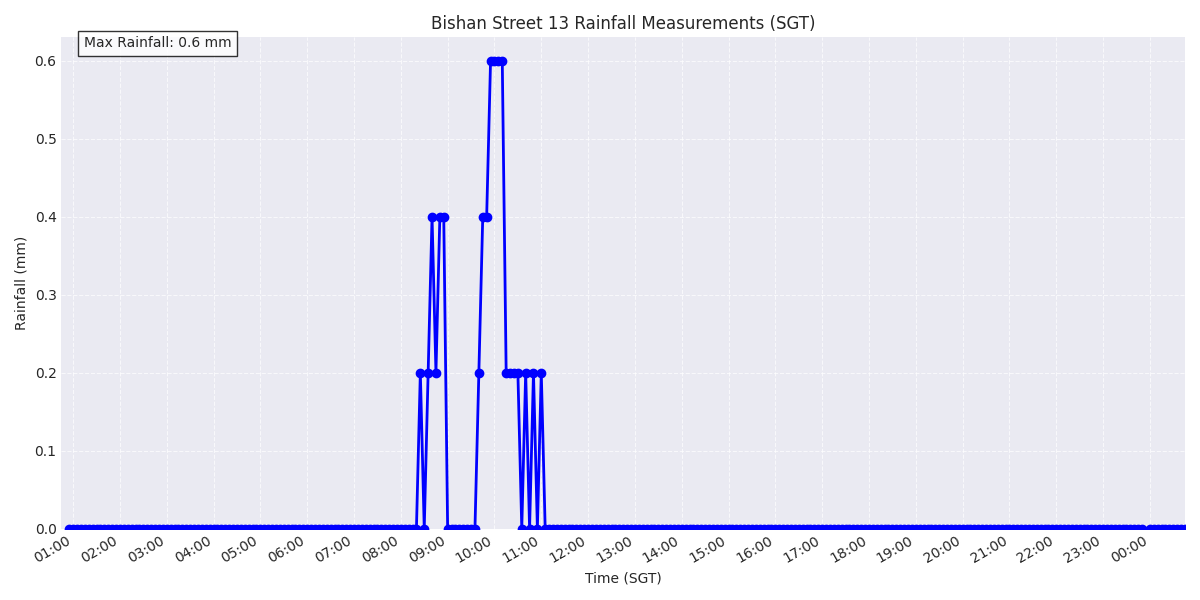 Bishan Street 13 Rainfall Measurements (SGT)
Max Rainfall: 0.6 mm
Rainfall (mm)
0.6
0.5
0.4
0.3
0.2
0.1
0.0
01:00 02:00 03:00 04:00 05:00 06:00 07:00 08:00 09:00 10:00 11:00 12:00 13:00 14:00 15:00 16:00 17:00 18:00 19:00 20:00 21:00 22:00 23:00 00:00
Time (SGT)